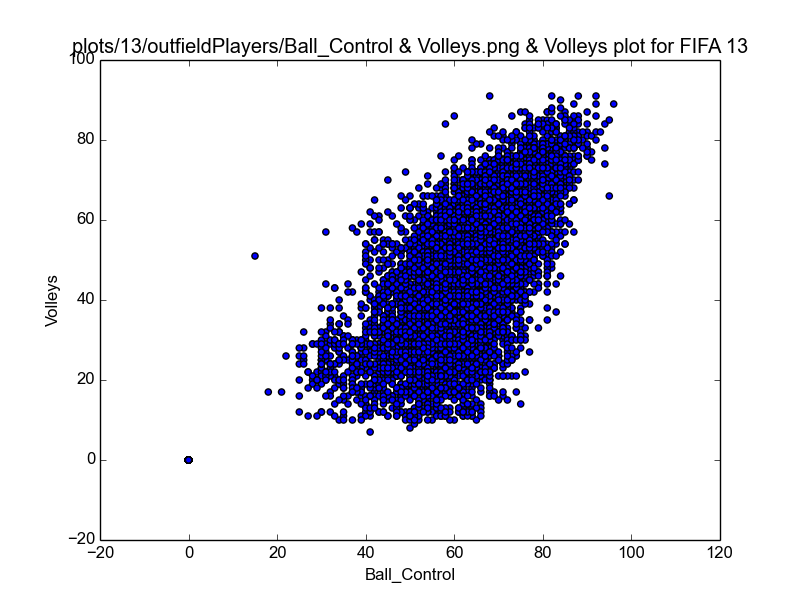 plots/13/outfieldPlayers/Ball_Control & Volleys.png & Volleys plot for FIFA 13
100
80
60
40
20
0
−20
Volleys
−20 0 20 40 60 80 100 120
Ball_Control